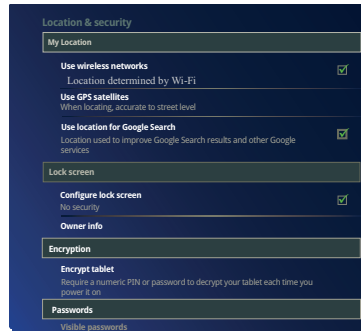 Location & security
My Location
Use wireless networks
Location determined by Wi-Fi
Use GPS satellites
When locating, accurate to street level
Use location for Google Search
Location used to improve Google Search results and other Google
services
Lock screen
Configure lock screen
No security
Owner info
Encryption
Encrypt tablet
Require a numeric PIN or password to decrypt your tablet each time you
power it on
Passwords
Visible passwords